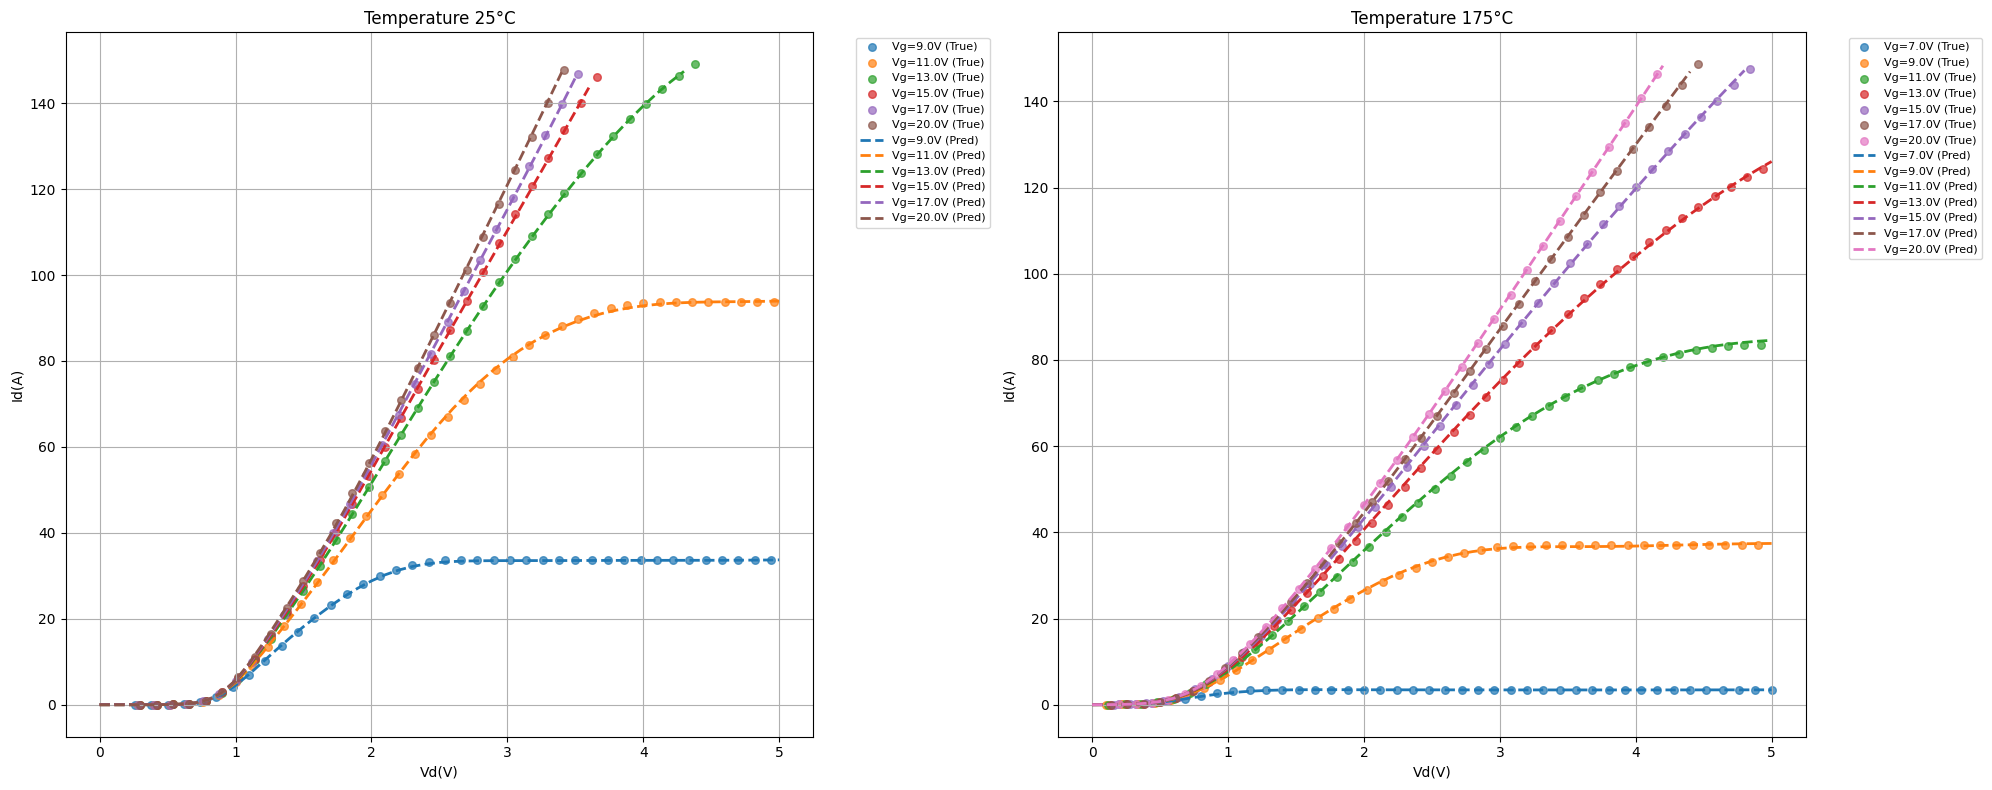 Temperature 25°C
140
120
100
80
60
40
20
0
Id(A)
0 1 2 3 4 5
Vd(V)
Vg=9.0V (True)
Vg=11.0V (True)
Vg=13.0V (True)
Vg=15.0V (True)
Vg=17.0V (True)
Vg=20.0V (True)
Vg=9.0V (Pred)
Vg=11.0V (Pred)
Vg=13.0V (Pred)
Vg=15.0V (Pred)
Vg=17.0V (Pred)
Vg=20.0V (Pred)
Temperature 175°C
140
120
100
80
60
40
20
0
Id(A)
0 1 2 3 4 5
Vd(V)
Vg=7.0V (True)
Vg=9.0V (True)
Vg=11.0V (True)
Vg=13.0V (True)
Vg=15.0V (True)
Vg=17.0V (True)
Vg=20.0V (True)
Vg=7.0V (Pred)
Vg=9.0V (Pred)
Vg=11.0V (Pred)
Vg=13.0V (Pred)
Vg=15.0V (Pred)
Vg=17.0V (Pred)
Vg=20.0V (Pred)